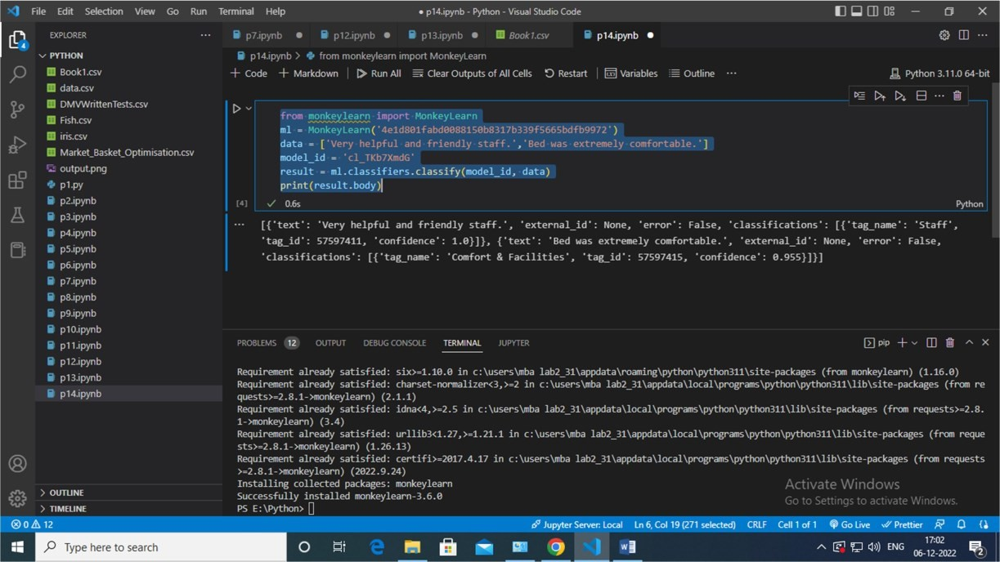 File Edit Selection View Go Run Terminal Help
● p14.ipynb - Python - Visual Studio Code
EXPLORER
PYTHON
Book1.csv
data.csv
DMVWrittenTests.csv
Fish.csv
iris.csv
Market_Basket_Optimisation.csv
output.png
p1.py
p2.ipynb
p3.ipynb
p4.ipynb
p5.ipynb
p6.ipynb
p7.ipynb
p8.ipynb
p9.ipynb
p10.ipynb
p11.ipynb
p12.ipynb
p13.ipynb
p14.ipynb
OUTLINE
TIMELINE
4
p7.ipynb p12.ipynb p13.ipynb Book1.csv p14.ipynb
p14.ipynb > from monkeylearn import MonkeyLearn
+ Code + Markdown Run All Clear Outputs of All Cells Restart Variables Outline ... Python 3.11.0 64-bit
from monkeylearn import MonkeyLearn
ml = MonkeyLearn('4e1d801fabd0088150b8317b339f5665bdfb9972')
data = ['Very helpful and friendly staff.','Bed was extremely comfortable.']
model_id = 'cl_TKb7XmdG'
result = ml.classifiers.classify(model_id, data)
print(result.body)
[4] 0.6s Python
[{'text': 'Very helpful and friendly staff.', 'external_id': None, 'error': False, 'classifications': [{'tag_name': 'Staff',
'tag_id': 57597411, 'confidence': 1.0}]}, {'text': 'Bed was extremely comfortable.', 'external_id': None, 'error': False,
'classifications': [{'tag_name': 'Comfort & Facilities', 'tag_id': 57597415, 'confidence': 0.955}]}]
PROBLEMS 12 OUTPUT DEBUG CONSOLE TERMINAL JUPYTER pip
Requirement already satisfied: six>=1.10.0 in c:\users\mba lab2_31\appdata\roaming\python\python311\site-packages (from monkeylearn) (1.16.0)
Requirement already satisfied: charset-normalizer<3,>=2 in c:\users\mba lab2_31\appdata\local\programs\python\python311\lib\site-packages (from re
quests>=2.8.1->monkeylearn) (2.1.1)
Requirement already satisfied: idna<4,>=2.5 in c:\users\mba lab2_31\appdata\local\programs\python\python311\lib\site-packages (from requests>=2.8.
1->monkeylearn) (3.4)
Requirement already satisfied: urllib3<1.27,>=1.21.1 in c:\users\mba lab2_31\appdata\local\programs\python\python311\lib\site-packages (from reque
sts>=2.8.1->monkeylearn) (1.26.13)
Requirement already satisfied: certifi>=2017.4.17 in c:\users\mba lab2_31\appdata\local\programs\python\python311\lib\site-packages (from requests
>=2.8.1->monkeylearn) (2022.9.24)
Installing collected packages: monkeylearn
Successfully installed monkeylearn-3.6.0
PS E:\Python>
Activate Windows
Go to Settings to activate Windows.
0 12 Jupyter Server: Local Ln 6, Col 19 (271 selected) CRLF Cell 1 of 1 Go Live Prettier
Type here to search
ENG
17:02
06-12-2022
2